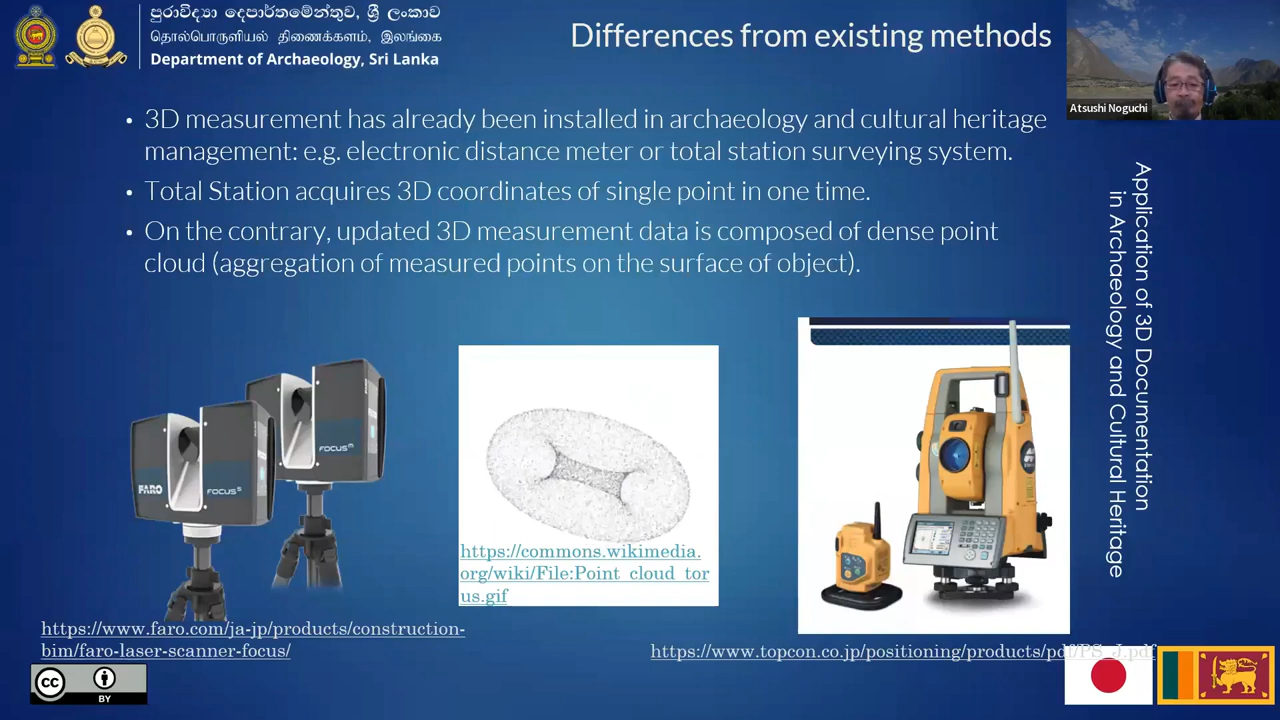 පුරාවිද්‍යා දෙපාර්තමේන්තුව, ශ්‍රී ලංකාව
தொல்பொருளியல் திணைக்களம், இலங்கை
Department of Archaeology, Sri Lanka
Differences from existing methods
Atsushi Noguchi
• 3D measurement has already been installed in archaeology and cultural heritage
management: e.g. electronic distance meter or total station surveying system.
• Total Station acquires 3D coordinates of single point in one time.
• On the contrary, updated 3D measurement data is composed of dense point
cloud (aggregation of measured points on the surface of object).
Application of 3D Documentation
in Archaeology and Cultural Heritage
FARO
FOCUS S
FOCUS M
https://commons.wikimedia.
org/wiki/File:Point_cloud_tor
us.gif
https://www.faro.com/ja-jp/products/construction-
bim/faro-laser-scanner-focus/
https://www.topcon.co.jp/positioning/products/pdf/PS_J.pdf
CC
BY